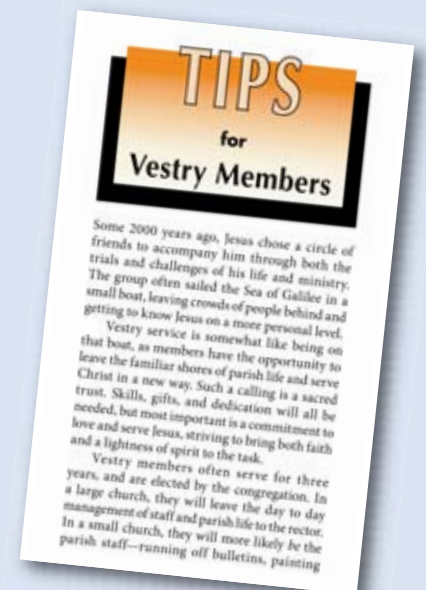 TIPS
for
Vestry Members
Some 2000 years ago, Jesus chose a circle of
friends to accompany him through both the
trials and challenges of his life and ministry.
The group often sailed the Sea of Galilee in a
small boat, leaving crowds of people behind and
getting to know Jesus on a more personal level.
Vestry service is somewhat like being on
that boat, as members have the opportunity to
leave the familiar shores of parish life and serve
Christ in a new way. Such a calling is a sacred
trust. Skills, gifts, and dedication will all be
needed, but most important is a commitment to
love and serve Jesus, striving to bring both faith
and a lightness of spirit to the task.
Vestry members often serve for three
years, and are elected by the congregation. In
a large church, they will leave the day to day
management of staff and parish life to the rector.
In a small church, they will more likely be the
parish staff—running off bulletins, painting